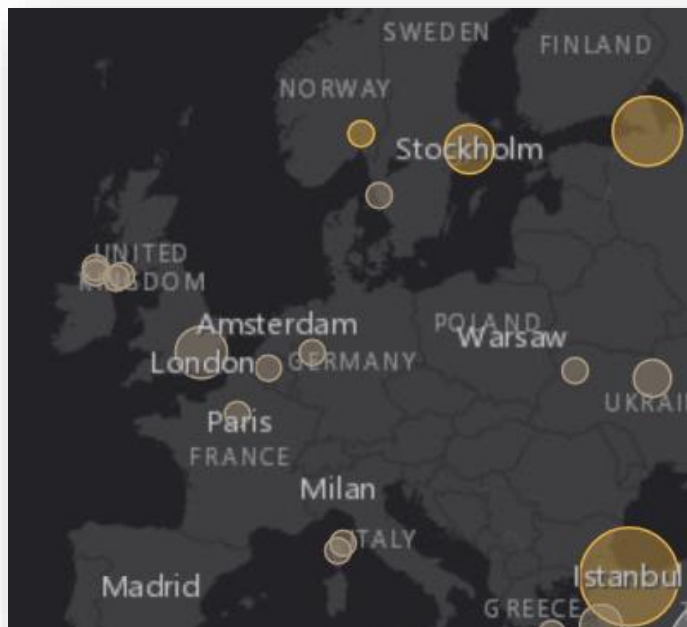 SWEDEN
FINLAND
NORWAY
Stockholm
UNITED
KINGDOM
Amsterdam
POLAND
Warsaw
London
GERMANY
UKRAI
Paris
FRANCE
Milan
ITALY
Madrid
Istanbul
GREECE